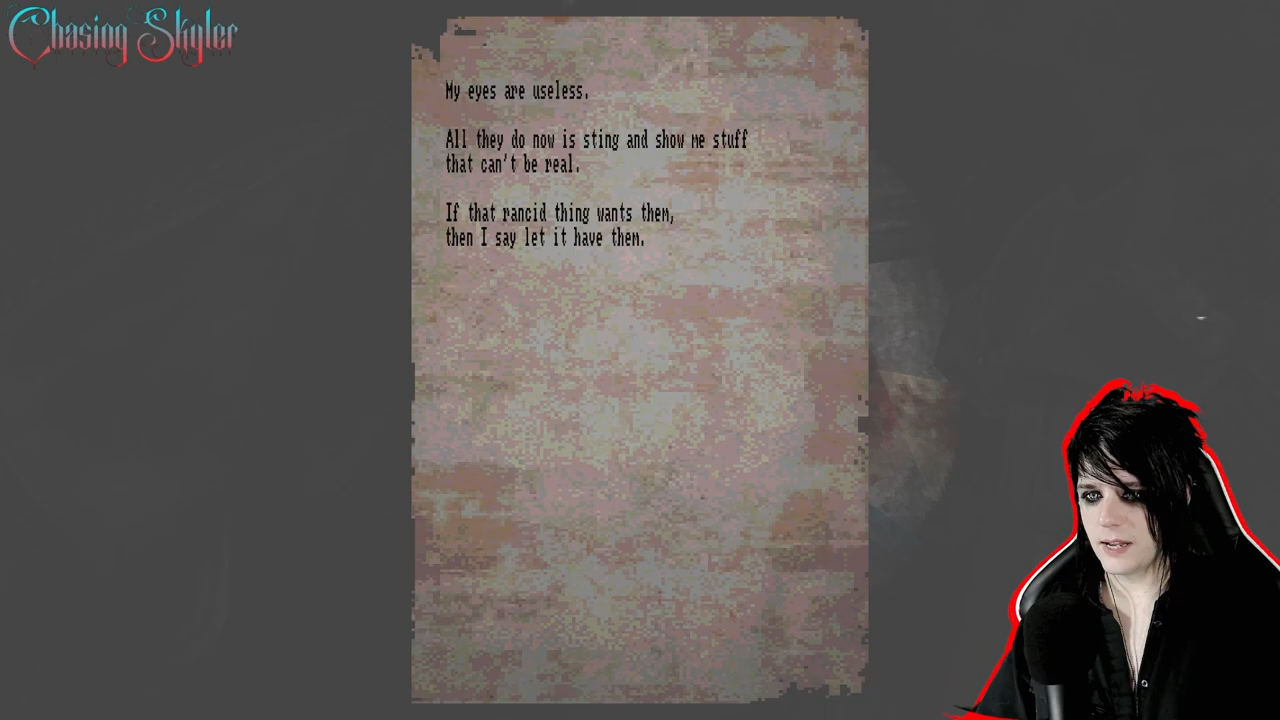 Chasing Skyler
My eyes are useless.
All they do now is sting and show me stuff
that can't be real.
If that rancid thing wants them,
then I say let it have them.